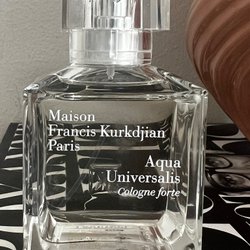 Maison
Francis Kurkdjian
Paris
Aqua
Universalis
Cologne forte